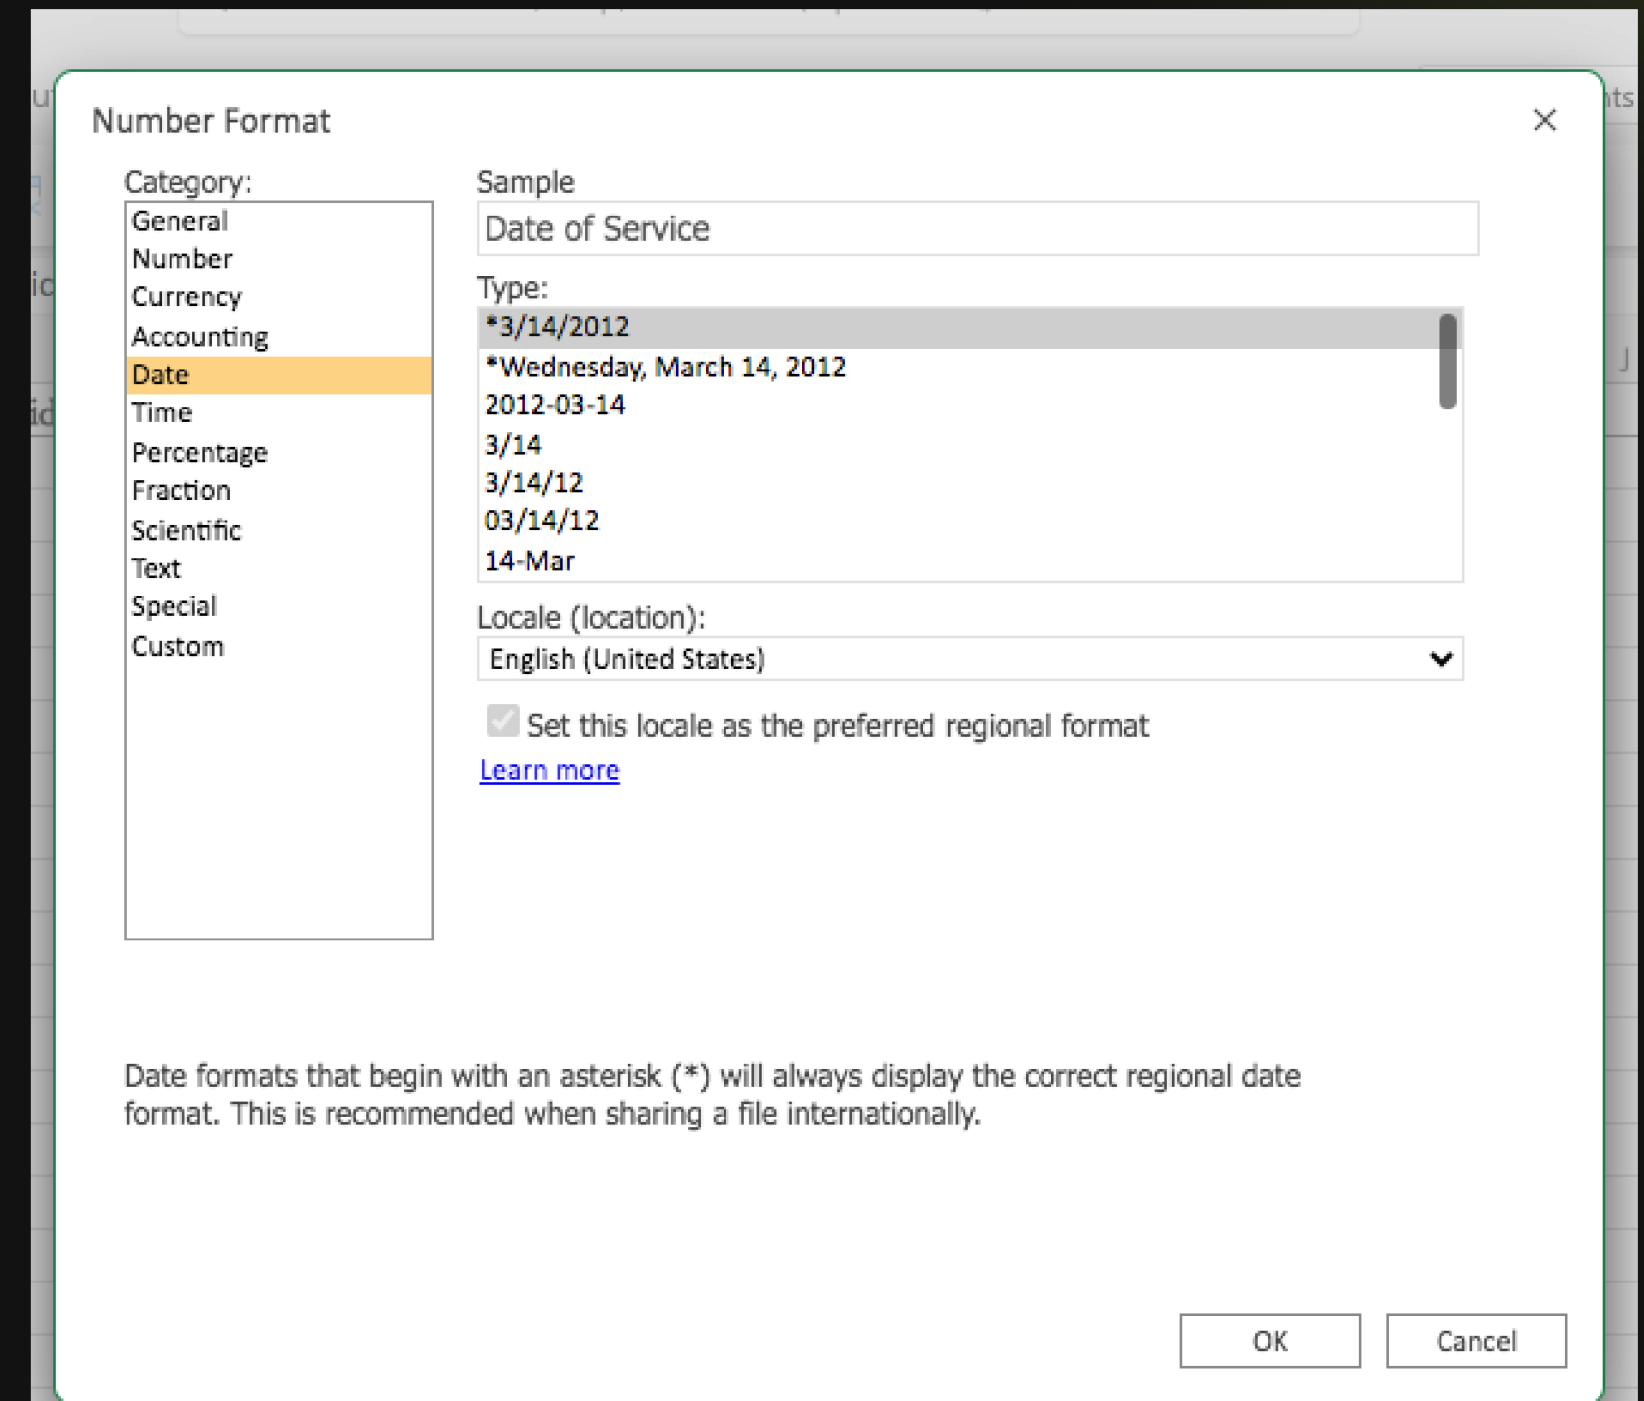 Number Format
Category:
General
Number
Currency
Accounting
Date
Time
Percentage
Fraction
Scientific
Text
Special
Custom
Sample
Date of Service
Type:
*3/14/2012
*Wednesday, March 14, 2012
2012-03-14
3/14
3/14/12
03/14/12
14-Mar
Locale (location):
English (United States)
Set this locale as the preferred regional format
Learn more
Date formats that begin with an asterisk (*) will always display the correct regional date
format. This is recommended when sharing a file internationally.
OK
Cancel
J